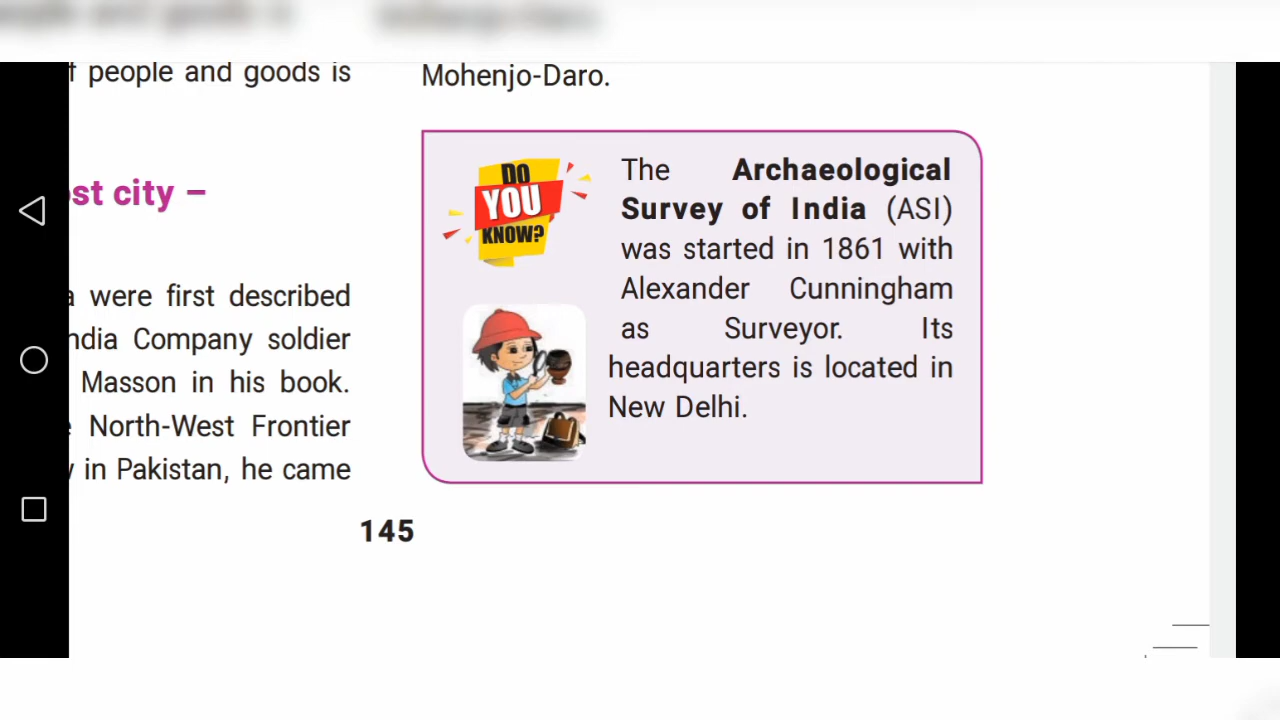 f people and goods is
ost city –
a were first described
ndia Company soldier
Masson in his book.
North-West Frontier
in Pakistan, he came
Mohenjo-Daro.
DO
YOU
KNOW?
The Archaeological
Survey of India (ASI)
was started in 1861 with
Alexander Cunningham
as Surveyor. Its
headquarters is located in
New Delhi.
145